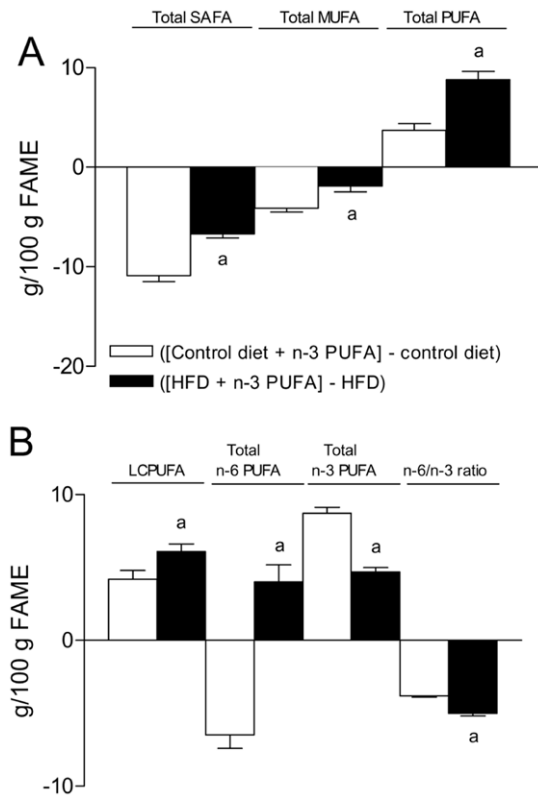 Total SAFA Total MUFA Total PUFA
A
a
10
0
a
a
-10
-20
g/100 g FAME
([Control diet + n-3 PUFA] - control diet)
([HFD + n-3 PUFA] - HFD)
B
Total Total
LCPUFA n-6 PUFA n-3 PUFA n-6/n-3 ratio
10
a
a
a
0
a
-10
g/100 g FAME